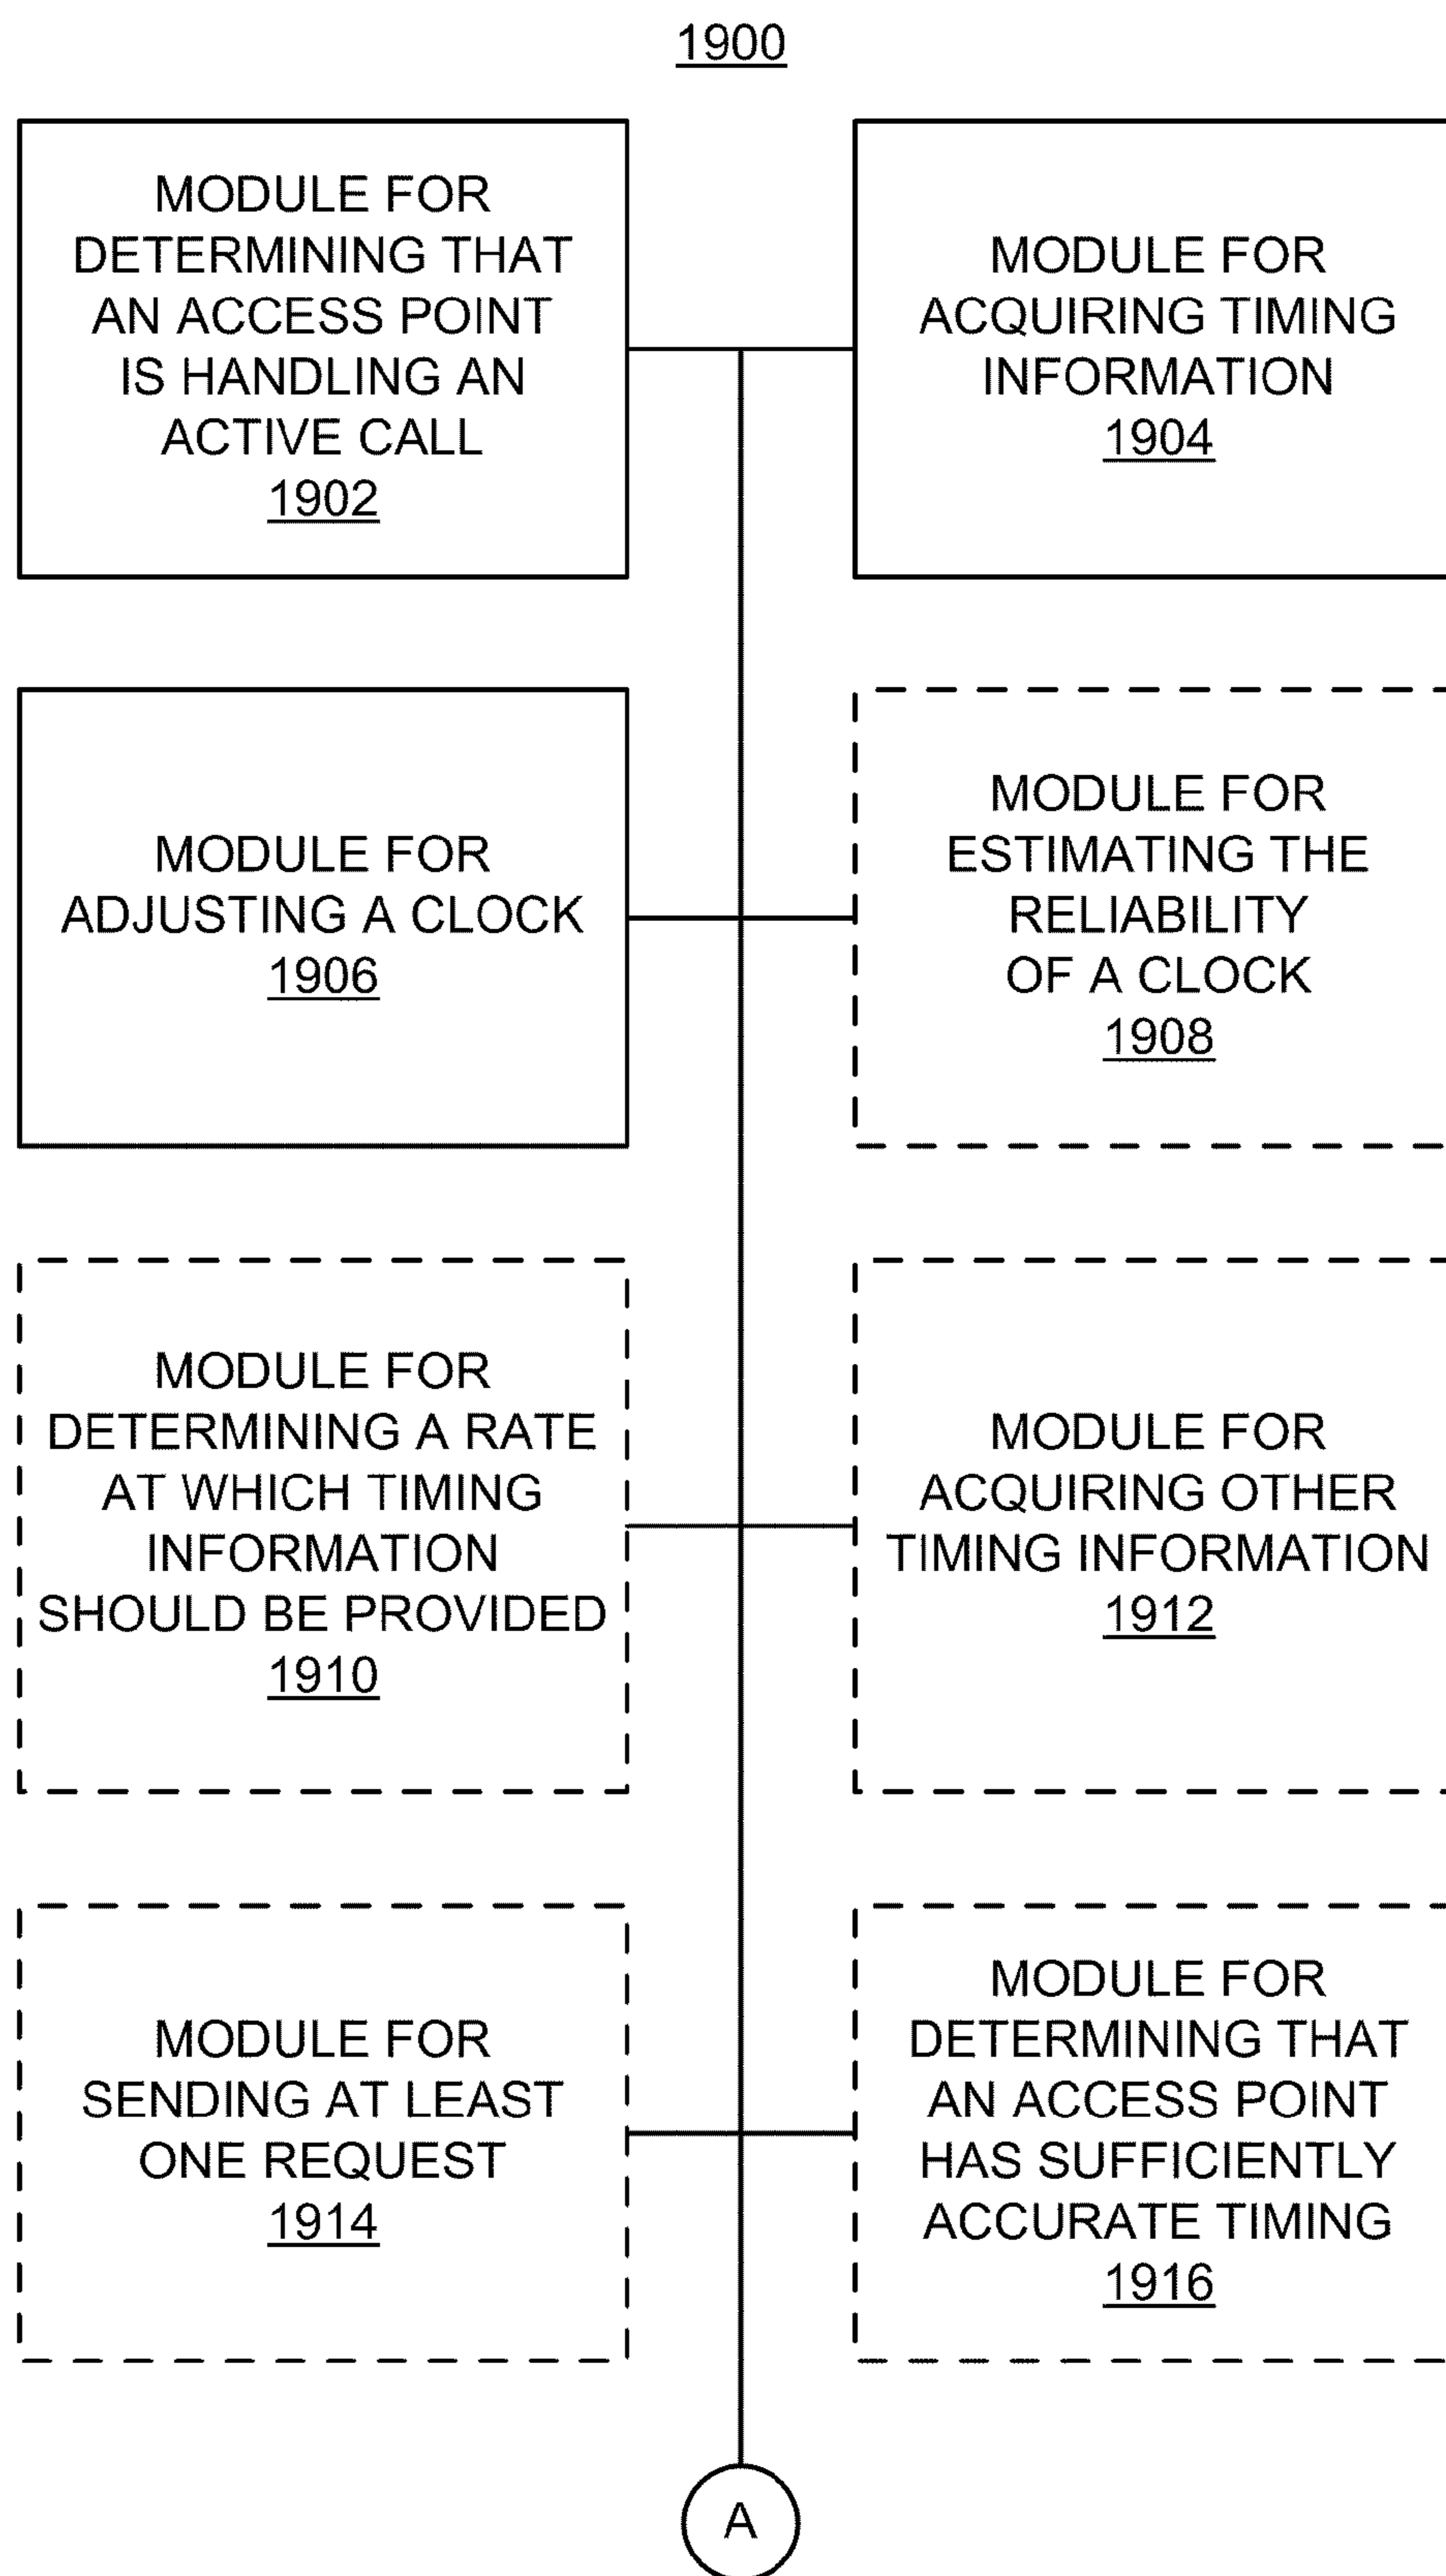 1900
MODULE FOR
DETERMINING THAT
AN ACCESS POINT
IS HANDLING AN
ACTIVE CALL
1902
MODULE FOR
ACQUIRING TIMING
INFORMATION
1904
MODULE FOR
ADJUSTING A CLOCK
1906
MODULE FOR
ESTIMATING THE
RELIABILITY
OF A CLOCK
1908
MODULE FOR
DETERMINING A RATE
AT WHICH TIMING
INFORMATION
SHOULD BE PROVIDED
1910
MODULE FOR
ACQUIRING OTHER
TIMING INFORMATION
1912
MODULE FOR
SENDING AT LEAST
ONE REQUEST
1914
MODULE FOR
DETERMINING THAT
AN ACCESS POINT
HAS SUFFICIENTLY
ACCURATE TIMING
1916
A